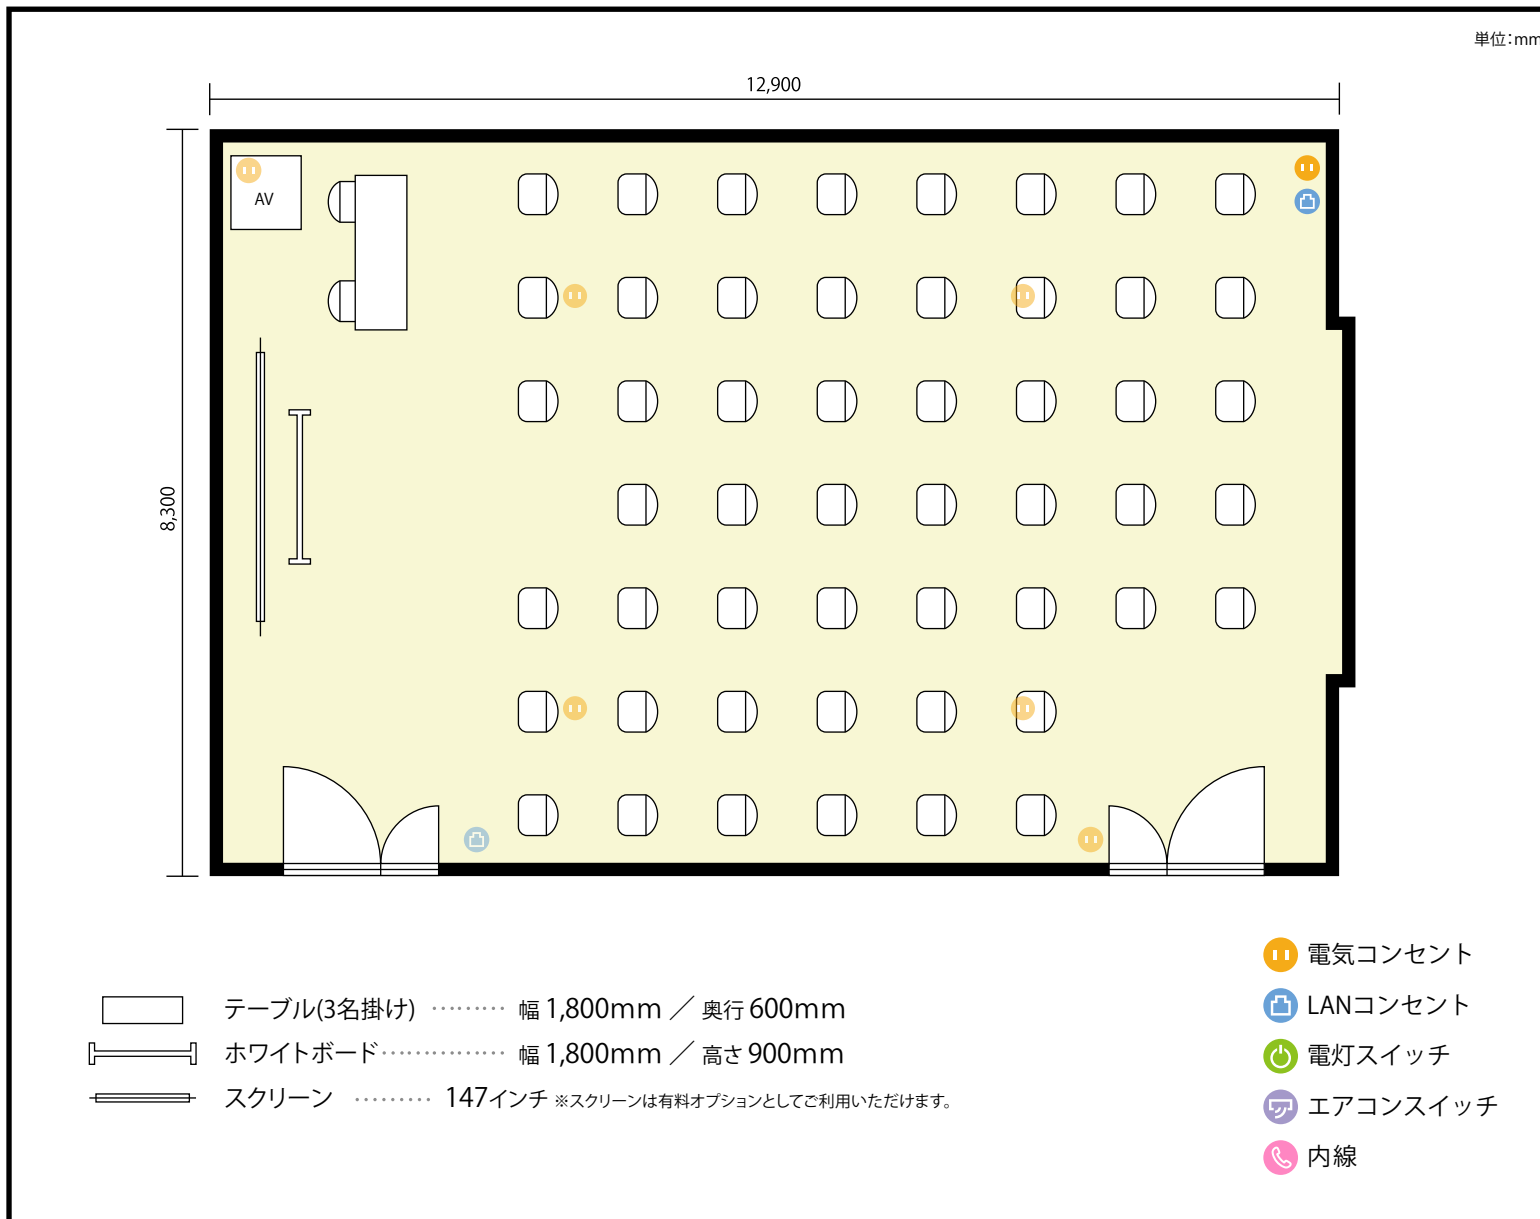 単位：mm
12,900
AV
8,300
テーブル(3名掛け) ········· 幅 1,800mm ／ 奥行 600mm
ホワイトボード ··············· 幅 1,800mm ／ 高さ 900mm
スクリーン ········· 147インチ ※スクリーンは有料オプションとしてご利用いただけます。
電気コンセント
LANコンセント
電灯スイッチ
エアコンスイッチ
内線